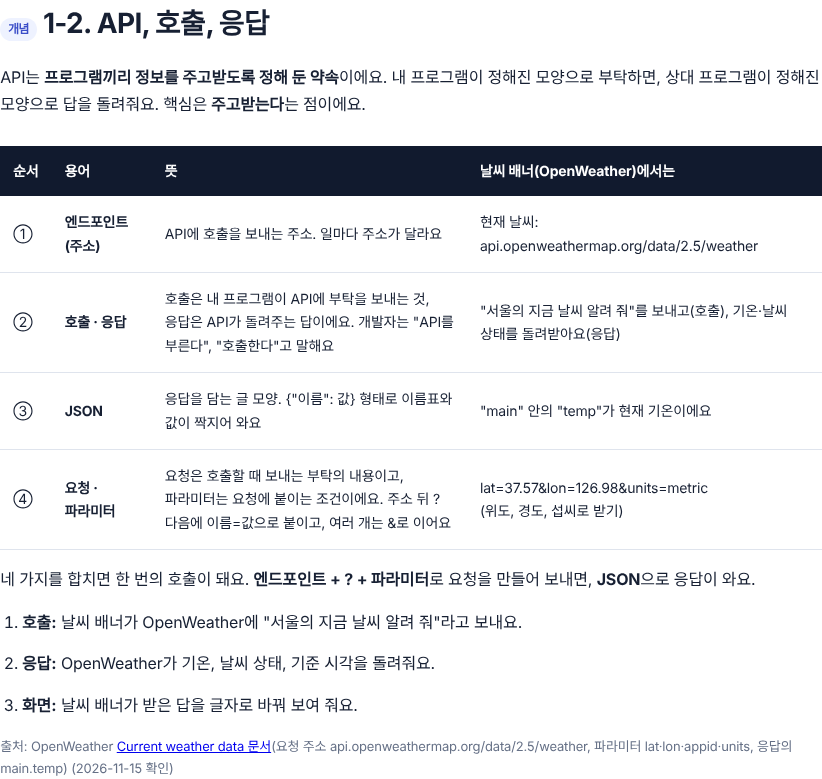 개념 1-2. API, 호출, 응답
API는 프로그램끼리 정보를 주고받도록 정해 둔 약속이에요. 내 프로그램이 정해진 모양으로 부탁하면, 상대 프로그램이 정해진
모양으로 답을 돌려줘요. 핵심은 주고받는다는 점이에요.
순서 용어 뜻 날씨 배너(OpenWeather)에서는
① 엔드포인트
(주소)
API에 호출을 보내는 주소. 일마다 주소가 달라요
현재 날씨:
api.openweathermap.org/data/2.5/weather
② 호출 · 응답
호출은 내 프로그램이 API에 부탁을 보내는 것,
응답은 API가 돌려주는 답이에요. 개발자는 "API를
부른다", "호출한다"고 말해요
"서울의 지금 날씨 알려 줘"를 보내고(호출), 기온·날씨
상태를 돌려받아요(응답)
③ JSON
응답을 담는 글 모양. {"이름": 값} 형태로 이름표와
값이 짝지어 와요
"main" 안의 "temp"가 현재 기온이에요
④ 요청 ·
파라미터
요청은 호출할 때 보내는 부탁의 내용이고,
파라미터는 요청에 붙이는 조건이에요. 주소 뒤 ?
다음에 이름=값으로 붙이고, 여러 개는 &로 이어요
lat=37.57&lon=126.98&units=metric
(위도, 경도, 섭씨로 받기)
네 가지를 합치면 한 번의 호출이 돼요. 엔드포인트 + ? + 파라미터로 요청을 만들어 보내면, JSON으로 응답이 와요.
1. 호출: 날씨 배너가 OpenWeather에 "서울의 지금 날씨 알려 줘"라고 보내요.
2. 응답: OpenWeather가 기온, 날씨 상태, 기준 시각을 돌려줘요.
3. 화면: 날씨 배너가 받은 답을 글자로 바꿔 보여 줘요.
출처: OpenWeather Current weather data 문서(요청 주소 api.openweathermap.org/data/2.5/weather, 파라미터 lat·lon·appid·units, 응답의
main.temp) (2026-11-15 확인)